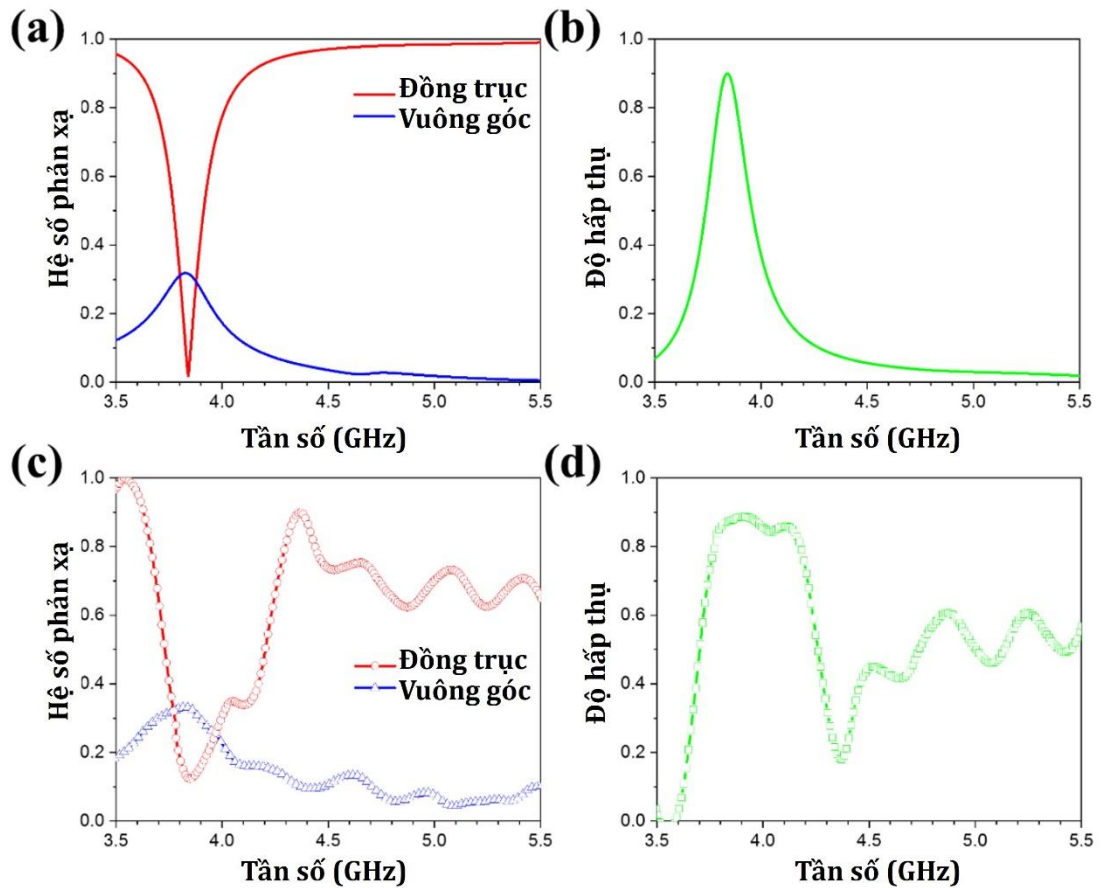 (a)
1.0
0.8
0.6
0.4
0.2
0.0
Hệ số phản xạ
Đồng trục
Vuông góc
3.5 4.0 4.5 5.0 5.5
Tần số (GHz)
(b)
1.0
0.8
0.6
0.4
0.2
0.0
Độ hấp thụ
3.5 4.0 4.5 5.0 5.5
Tần số (GHz)
(c)
1.0
0.8
0.6
0.4
0.2
0.0
Hệ số phản xạ
Đồng trục
Vuông góc
3.5 4.0 4.5 5.0 5.5
Tần số (GHz)
(d)
1.0
0.8
0.6
0.4
0.2
0.0
Độ hấp thụ
3.5 4.0 4.5 5.0 5.5
Tần số (GHz)